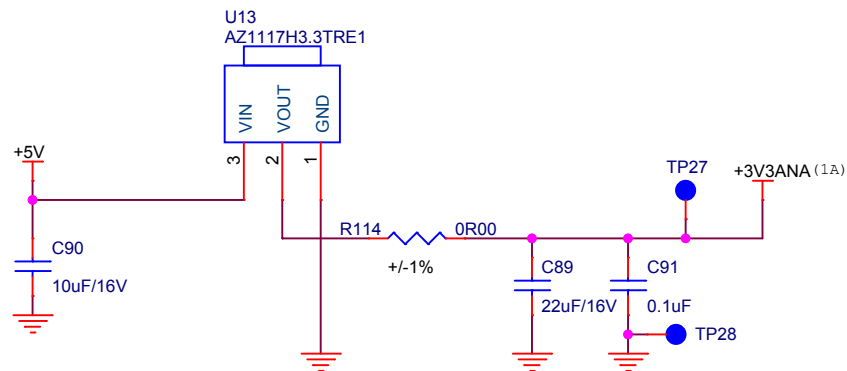 U13
AZ1117H3.3TRE1
VIN
VOUT
GND
3
2
1
+5V
TP27
+3V3ANA (1A)
R114
0R00
+/-1%
C90
10uF/16V
C89
22uF/16V
C91
0.1uF
TP28